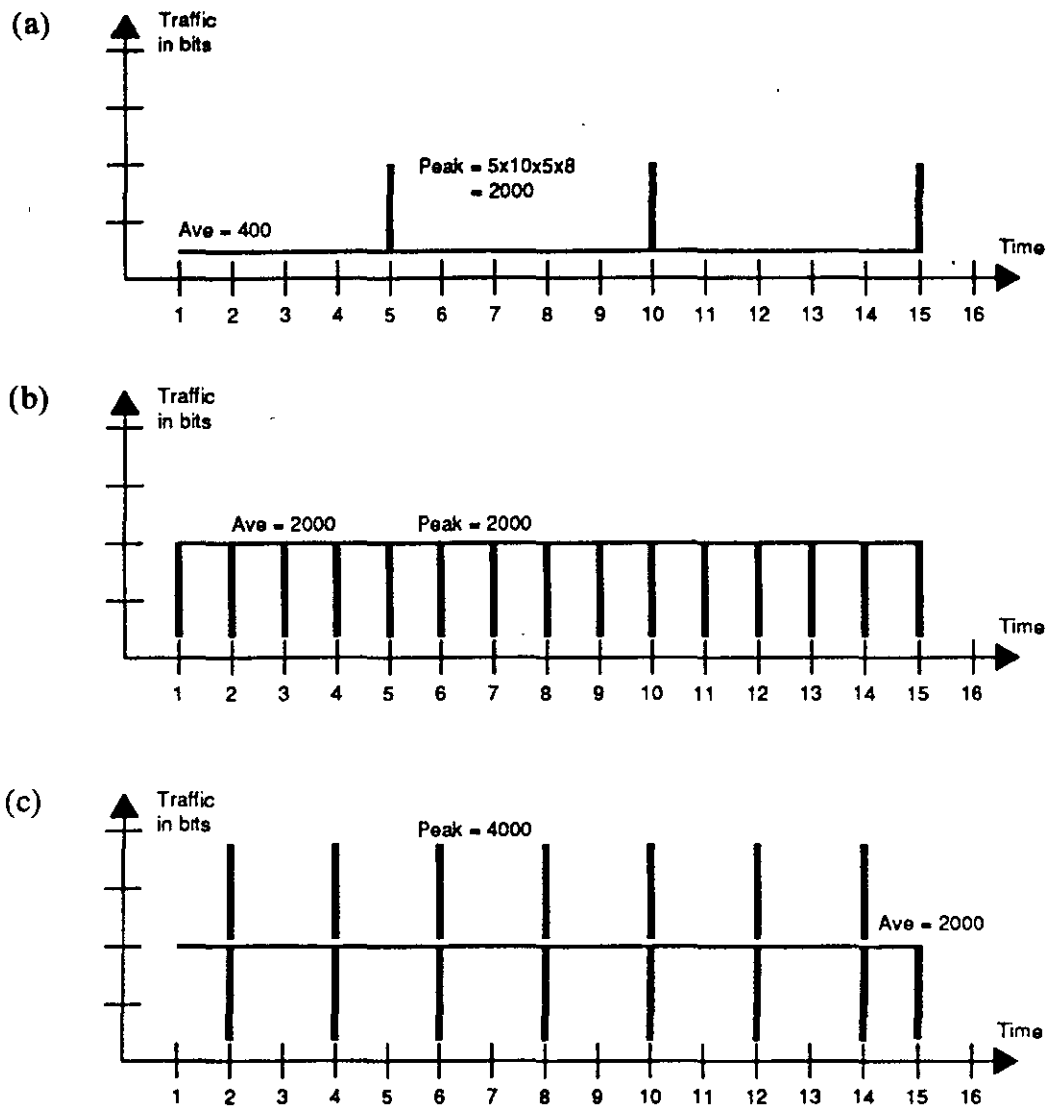 (a)
Traffic
in bits
Peak = 5x10x5x8
= 2000
Ave = 400
Time
1 2 3 4 5 6 7 8 9 10 11 12 13 14 15 16
(b)
Traffic
in bits
Ave = 2000 Peak = 2000
Time
1 2 3 4 5 6 7 8 9 10 11 12 13 14 15 16
(c)
Traffic
in bits
Peak = 4000
Ave = 2000
Time
1 2 3 4 5 6 7 8 9 10 11 12 13 14 15 16